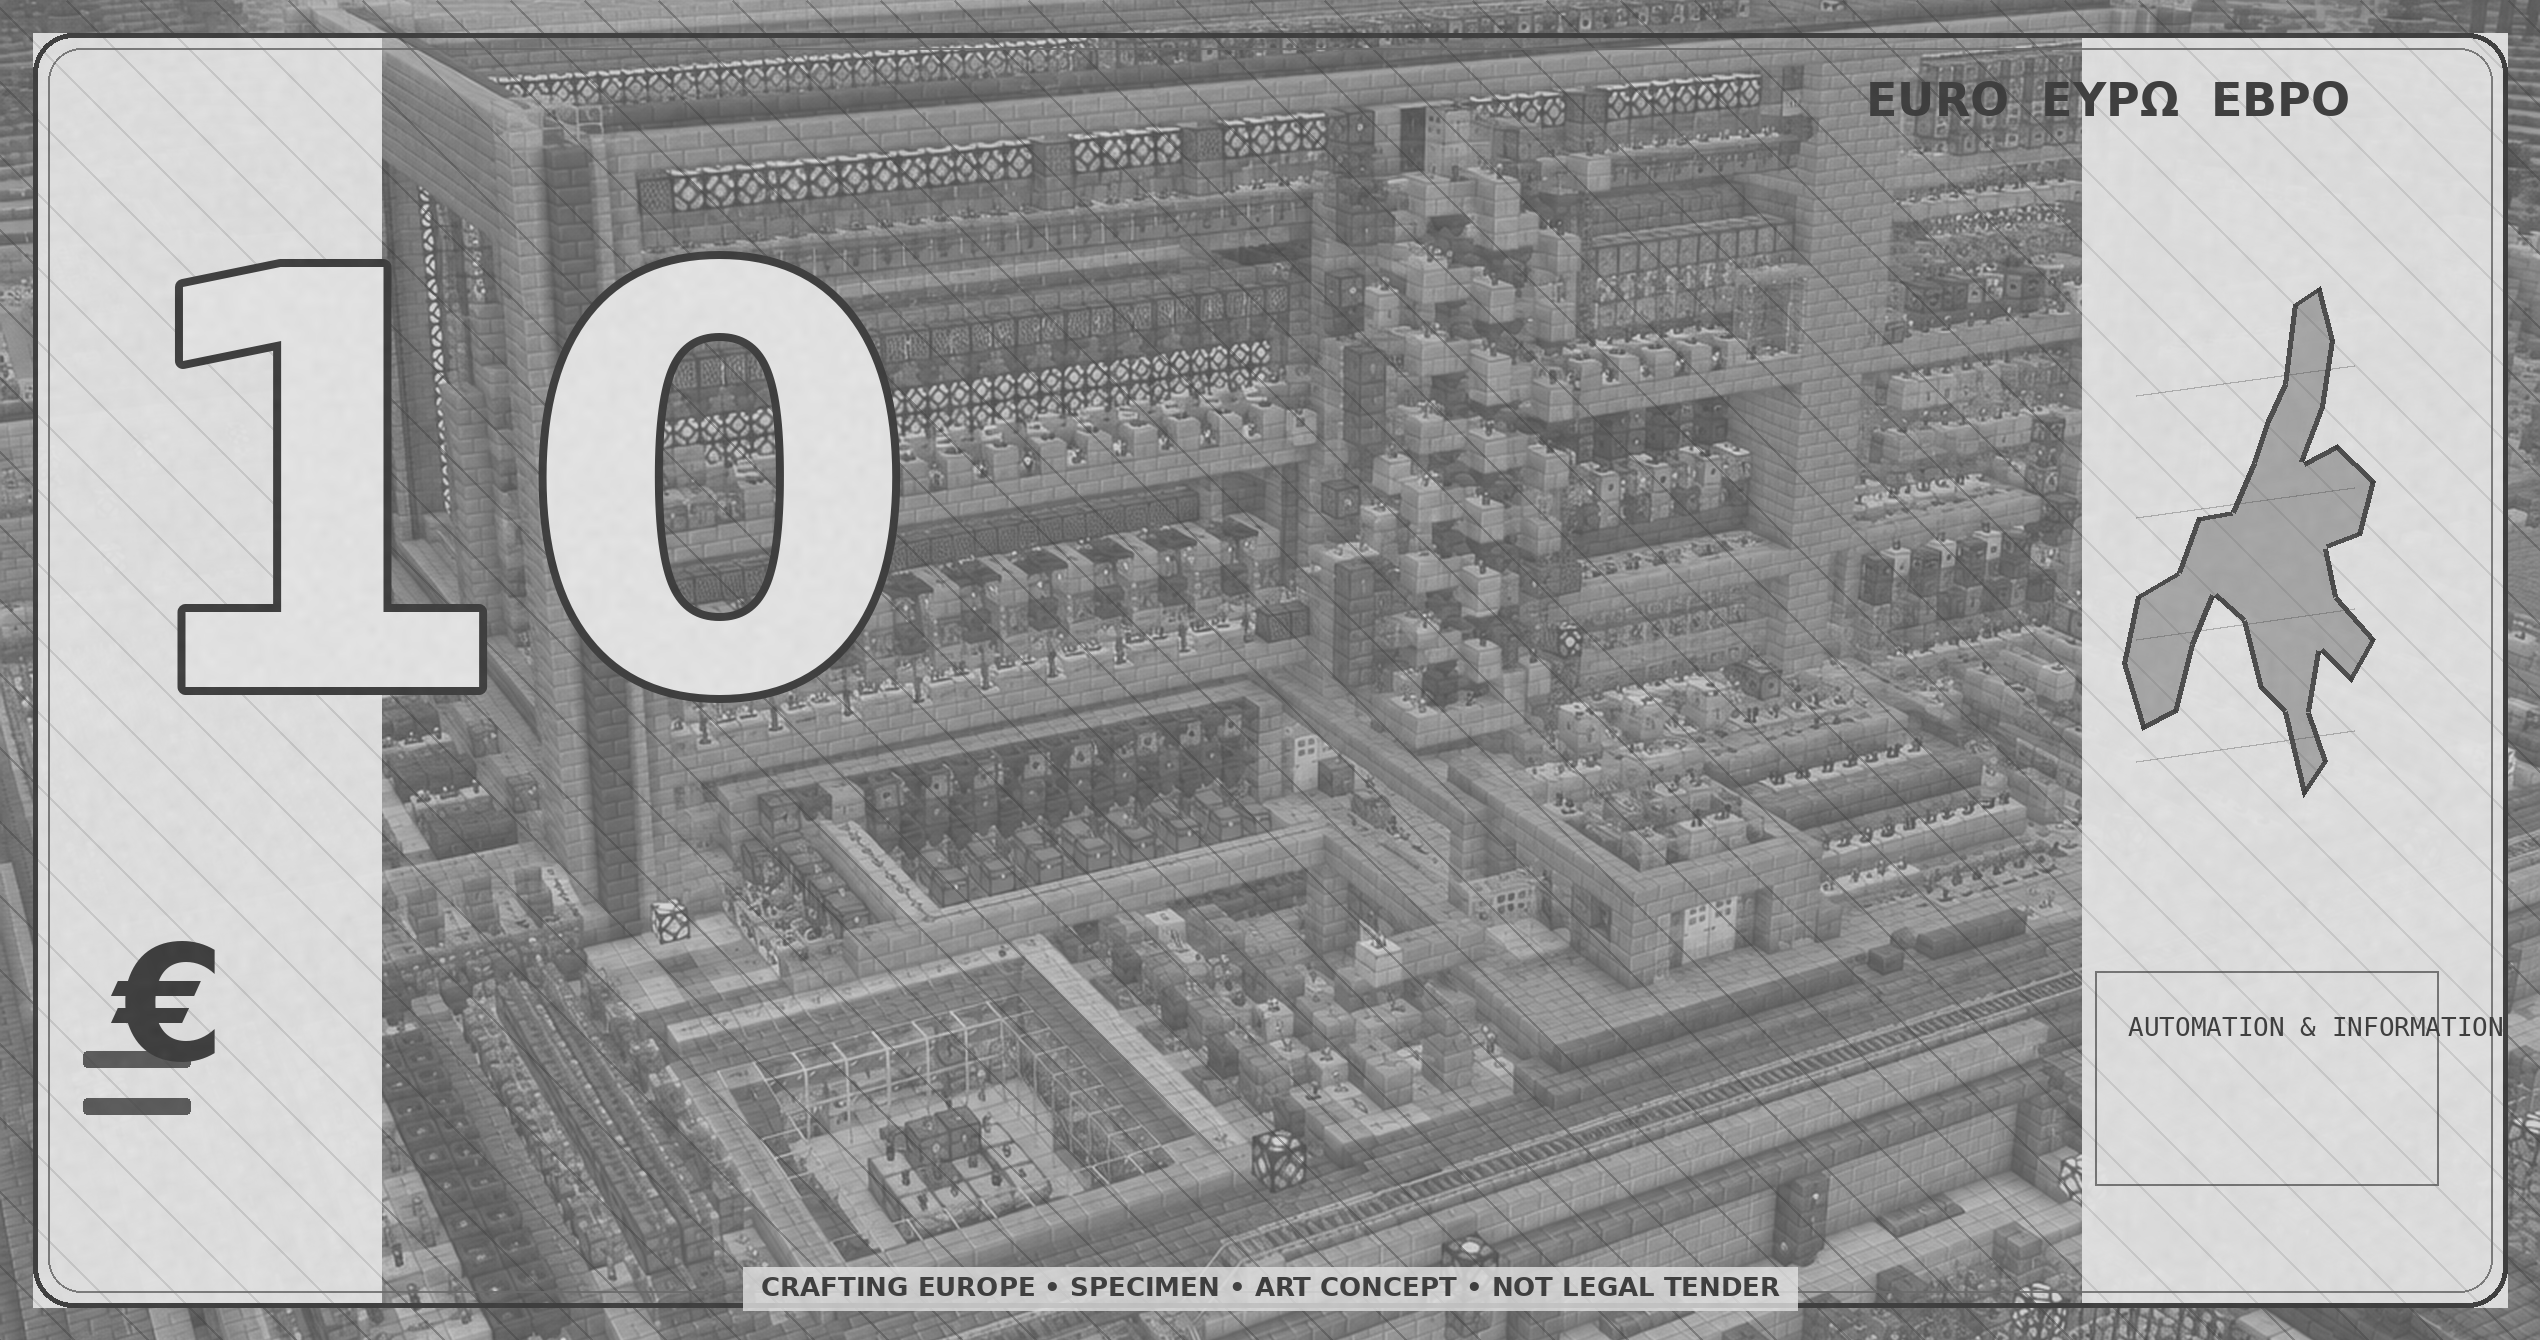 EURO ΕΥΡΩ ЕВРО
10
€
AUTOMATION & INFORMATION
CRAFTING EUROPE • SPECIMEN • ART CONCEPT • NOT LEGAL TENDER